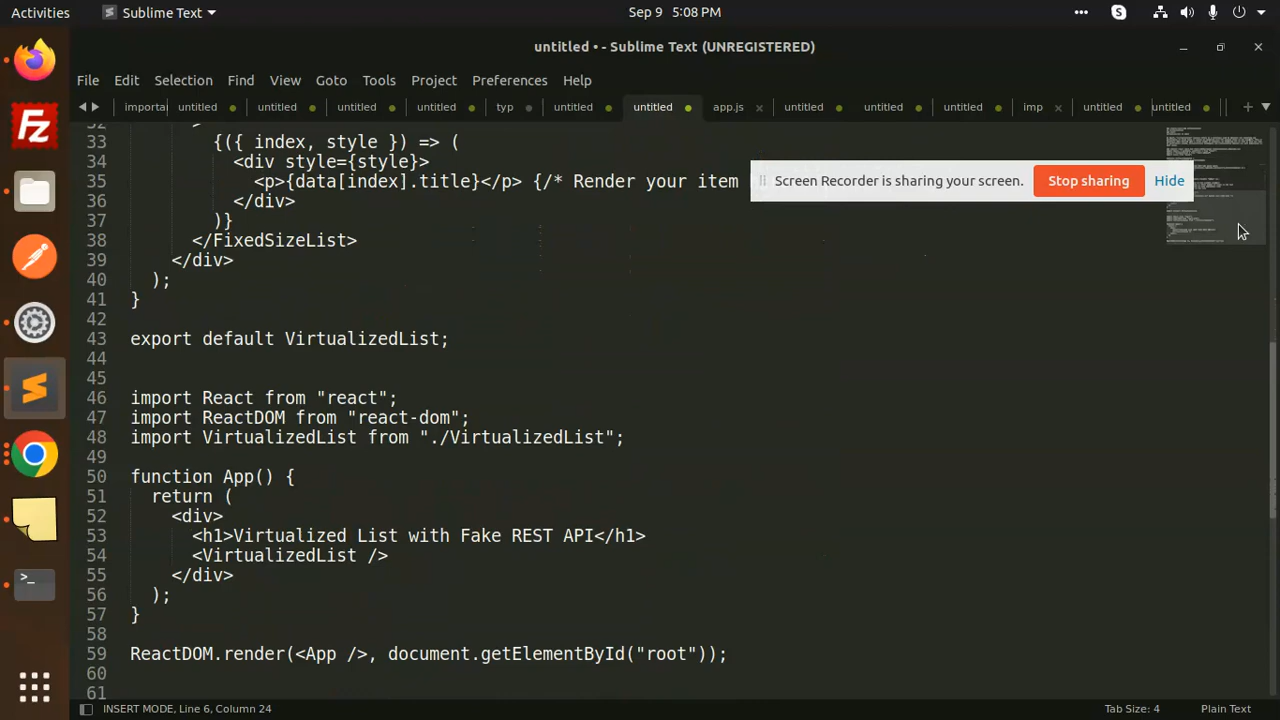 Activities
Sublime Text
Sep 9 5:08 PM
untitled • - Sublime Text (UNREGISTERED)
File Edit Selection Find View Goto Tools Project Preferences Help
importai untitled untitled untitled untitled typ untitled untitled app.js untitled untitled untitled imp untitled untitled
32 >
33 {({ index, style }) => (
34 <div style={style}>
35 <p>{data[index].title}</p> {/* Render your item
36 </div>
37 )}
38 </FixedSizeList>
39 </div>
40 );
41 }
42
43 export default VirtualizedList;
44
45
46 import React from "react";
47 import ReactDOM from "react-dom";
48 import VirtualizedList from "./VirtualizedList";
49
50 function App() {
51 return (
52 <div>
53 <h1>Virtualized List with Fake REST API</h1>
54 <VirtualizedList />
55 </div>
56 );
57 }
58
59 ReactDOM.render(<App />, document.getElementById("root"));
60
61
Screen Recorder is sharing your screen.
Stop sharing
Hide
INSERT MODE, Line 6, Column 24
Tab Size: 4
Plain Text